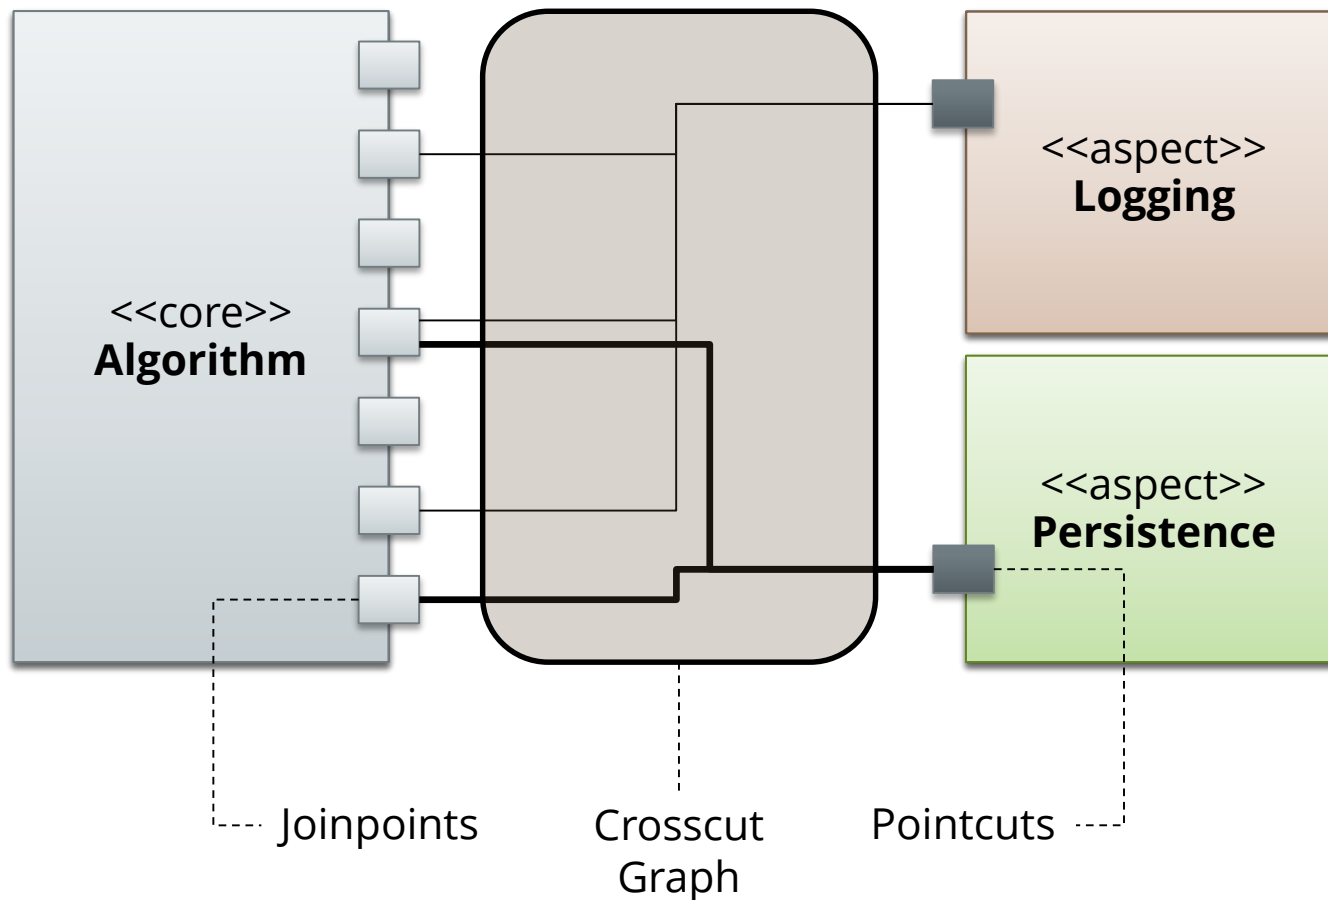 <<core>>
Algorithm
<<aspect>>
Logging
<<aspect>>
Persistence
Joinpoints
Crosscut
Graph
Pointcuts